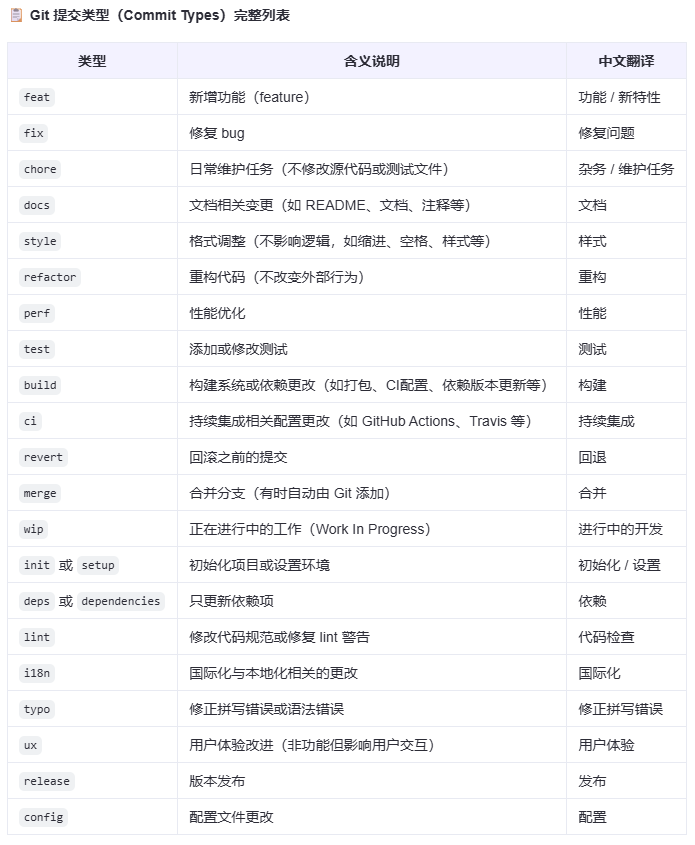 📋 Git 提交类型（Commit Types）完整列表
类型 含义说明 中文翻译
feat 新增功能（feature） 功能 / 新特性
fix 修复 bug 修复问题
chore 日常维护任务（不修改源代码或测试文件） 杂务 / 维护任务
docs 文档相关变更（如 README、文档、注释等） 文档
style 格式调整（不影响逻辑，如缩进、空格、样式等） 样式
refactor 重构代码（不改变外部行为） 重构
perf 性能优化 性能
test 添加或修改测试 测试
build 构建系统或依赖更改（如打包、CI配置、依赖版本更新等） 构建
ci 持续集成相关配置更改（如 GitHub Actions、Travis 等） 持续集成
revert 回滚之前的提交 回退
merge 合并分支（有时自动由 Git 添加） 合并
wip 正在进行中的工作（Work In Progress） 进行中的开发
init 或 setup 初始化项目或设置环境 初始化 / 设置
deps 或 dependencies 只更新依赖项 依赖
lint 修改代码规范或修复 lint 警告 代码检查
i18n 国际化与本地化相关的更改 国际化
typo 修正拼写错误或语法错误 修正拼写错误
ux 用户体验改进（非功能但影响用户交互） 用户体验
release 版本发布 发布
config 配置文件更改 配置